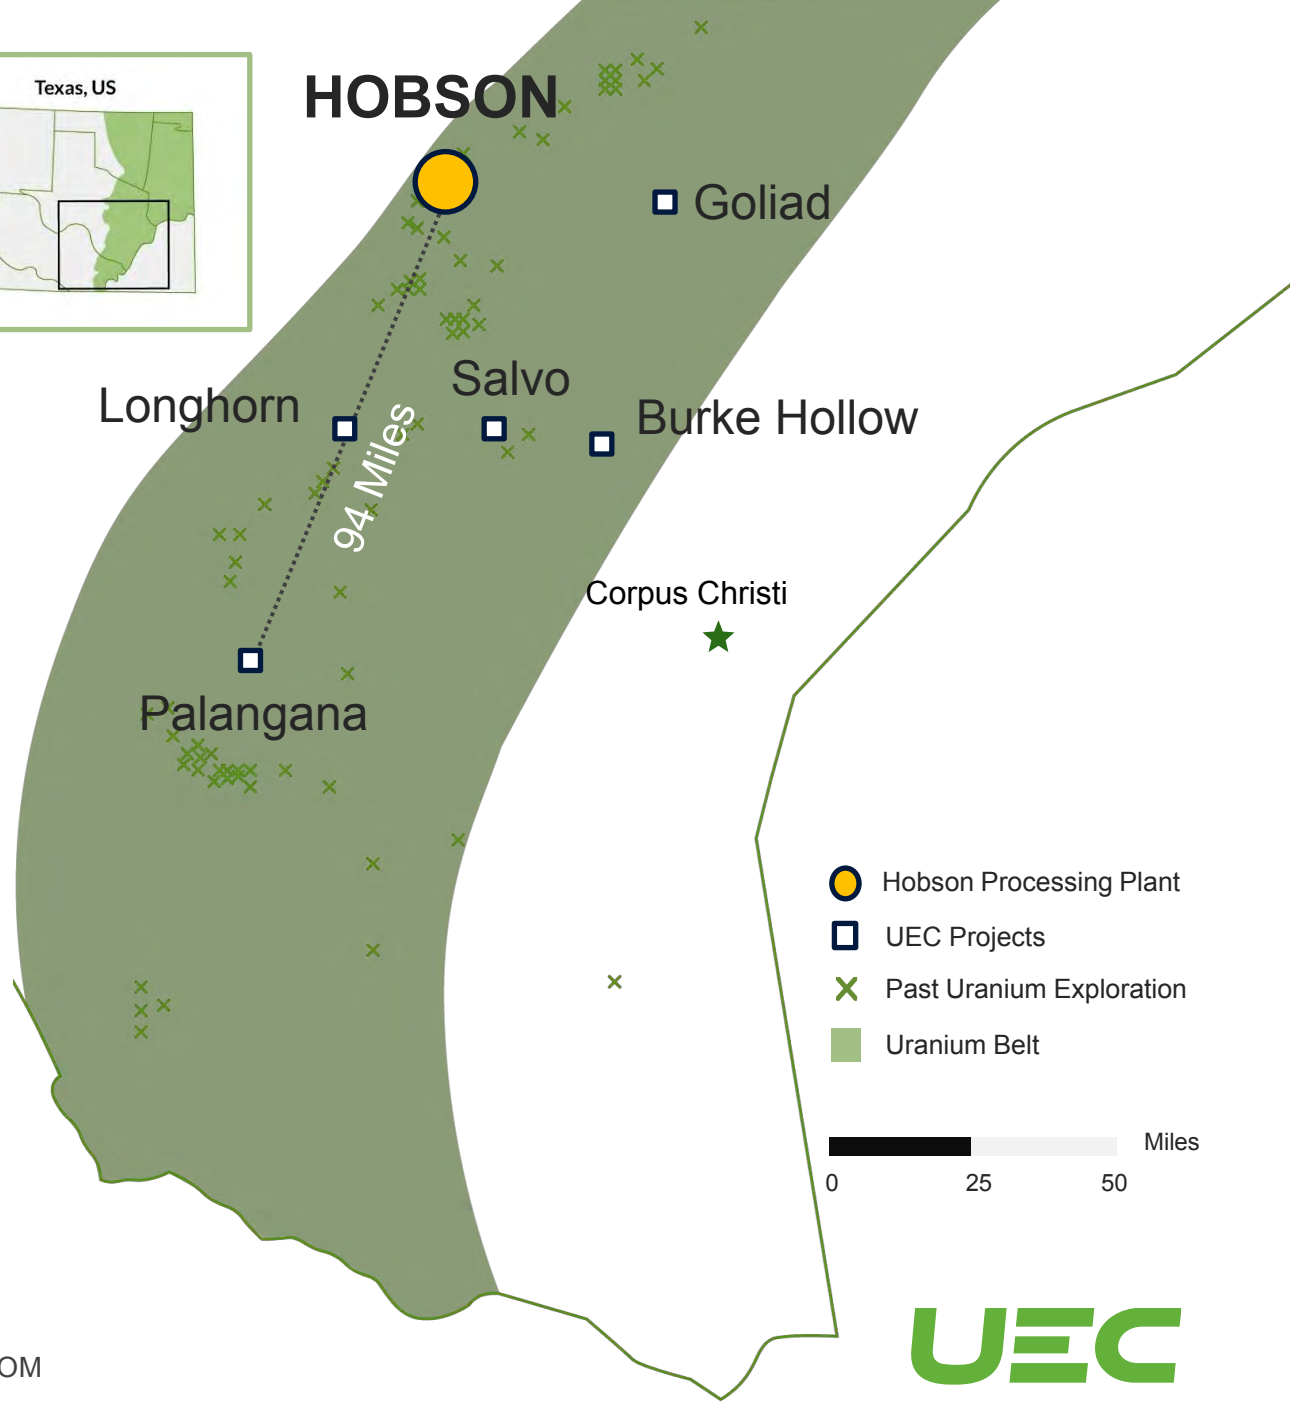 Texas, US
HOBSON
Goliad
Salvo
Longhorn
Burke Hollow
94 Miles
Corpus Christi
Palangana
Hobson Processing Plant
UEC Projects
Past Uranium Exploration
Uranium Belt
Miles
0 25 50
UEC
OM